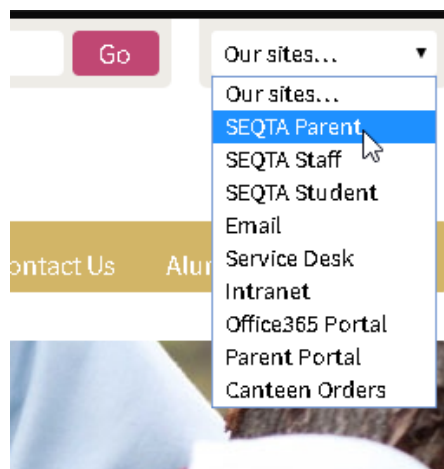 Go
Our sites...
Our sites...
SEQTA Parent
SEQTA Staff
SEQTA Student
Email
Service Desk
Intranet
Office365 Portal
Parent Portal
Canteen Orders
ontact Us
Alu